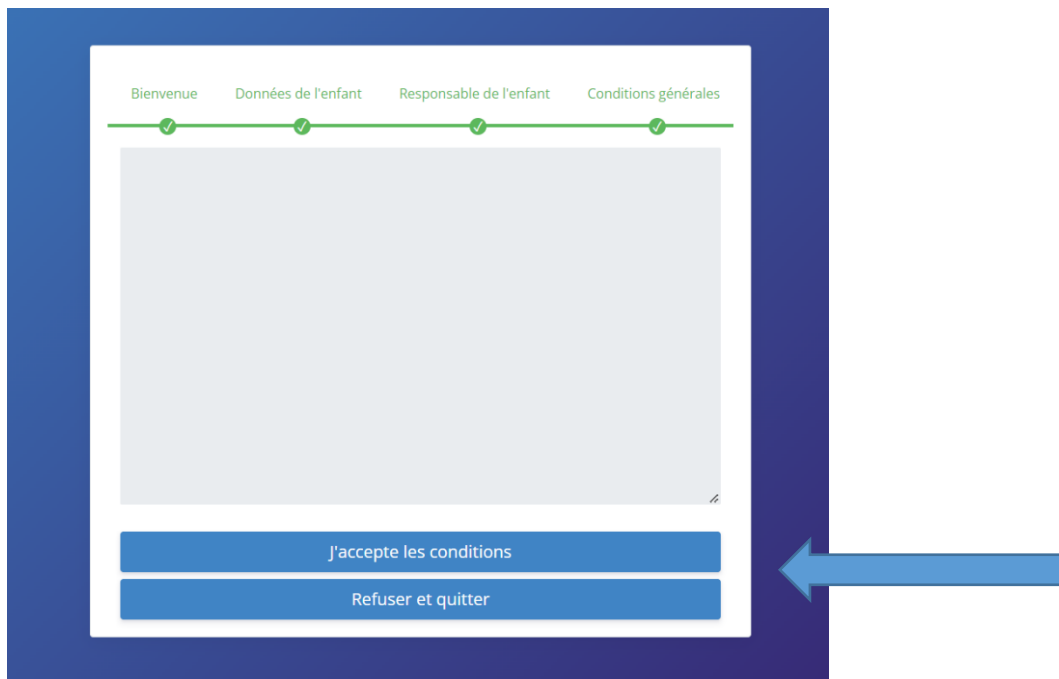 Bienvenue Données de l'enfant Responsable de l'enfant Conditions générales
J'accepte les conditions
Refuser et quitter